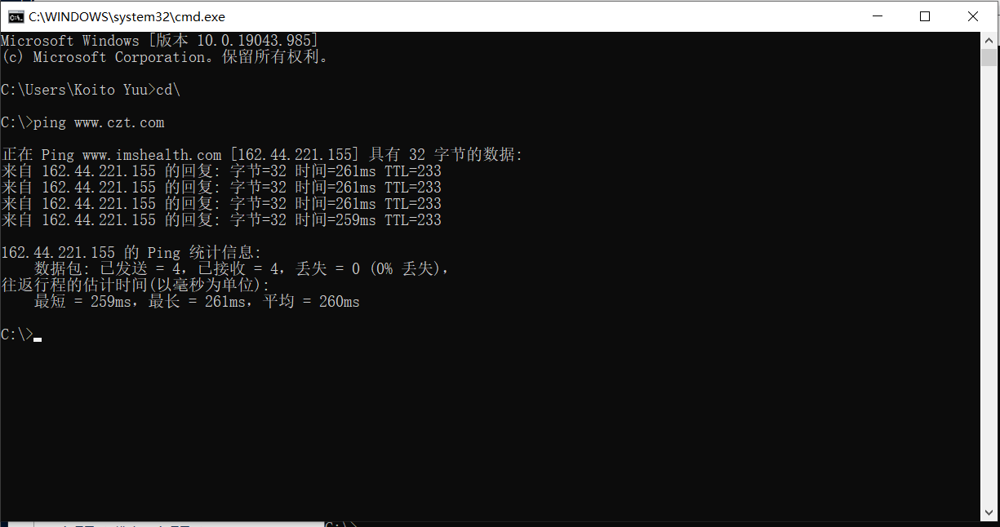 C:\WINDOWS\system32\cmd.exe
Microsoft Windows [版本 10.0.19043.985]
(c) Microsoft Corporation。保留所有权利。
C:\Users\Koito Yuu>cd\
C:\>ping www.czt.com
正在 Ping www.imshealth.com [162.44.221.155] 具有 32 字节的数据:
来自 162.44.221.155 的回复: 字节=32 时间=261ms TTL=233
来自 162.44.221.155 的回复: 字节=32 时间=261ms TTL=233
来自 162.44.221.155 的回复: 字节=32 时间=261ms TTL=233
来自 162.44.221.155 的回复: 字节=32 时间=259ms TTL=233
162.44.221.155 的 Ping 统计信息:
数据包: 已发送 = 4，已接收 = 4，丢失 = 0 (0% 丢失)，
往返行程的估计时间(以毫秒为单位):
最短 = 259ms，最长 = 261ms，平均 = 260ms
C:\>